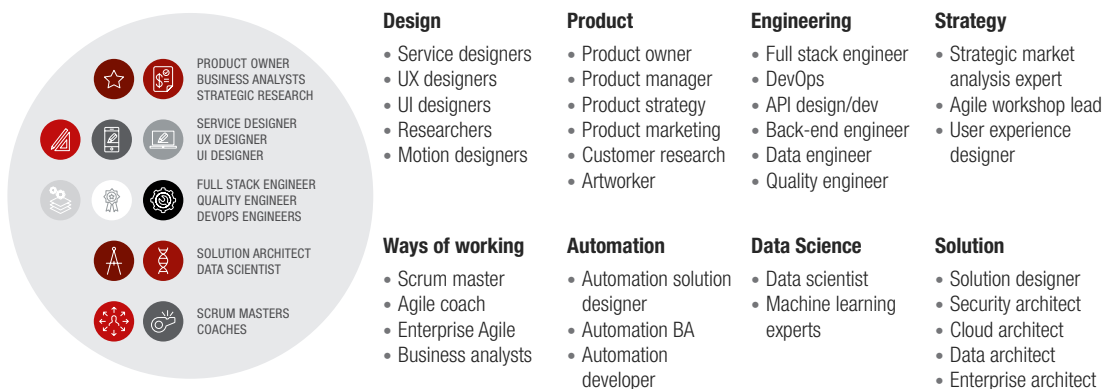 PRODUCT OWNER
BUSINESS ANALYSTS
STRATEGIC RESEARCH
SERVICE DESIGNER
UX DESIGNER
UI DESIGNER
FULL STACK ENGINEER
QUALITY ENGINEER
DEVOPS ENGINEERS
SOLUTION ARCHITECT
DATA SCIENTIST
SCRUM MASTERS
COACHES
Design
• Service designers
• UX designers
• UI designers
• Researchers
• Motion designers
Product
• Product owner
• Product manager
• Product strategy
• Product marketing
• Customer research
• Artworker
Engineering
• Full stack engineer
• DevOps
• API design/dev
• Back-end engineer
• Data engineer
• Quality engineer
Strategy
• Strategic market
analysis expert
• Agile workshop lead
• User experience
designer
Ways of working
• Scrum master
• Agile coach
• Enterprise Agile
• Business analysts
Automation
• Automation solution
designer
• Automation BA
• Automation
developer
Data Science
• Data scientist
• Machine learning
experts
Solution
• Solution designer
• Security architect
• Cloud architect
• Data architect
• Enterprise architect